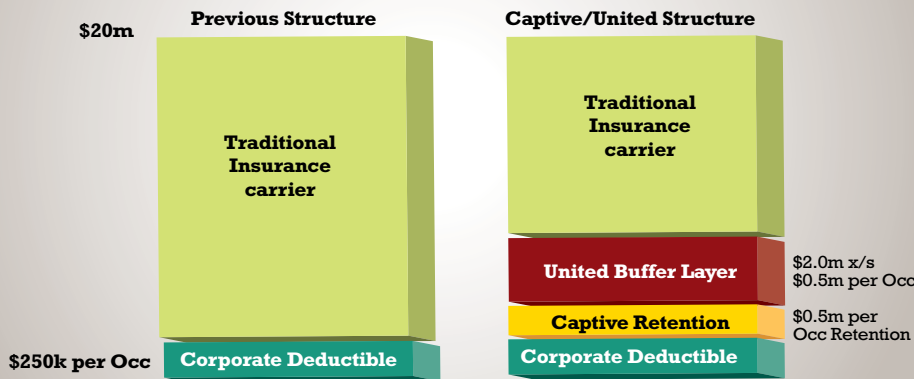 Previous Structure
Captive/United Structure
$20m
Traditional
Insurance
carrier
Traditional
Insurance
carrier
United Buffer Layer
$2.0m x/s
$0.5m per Occ
Captive Retention
$0.5m per
Occ Retention
$250k per Occ
Corporate Deductible
Corporate Deductible